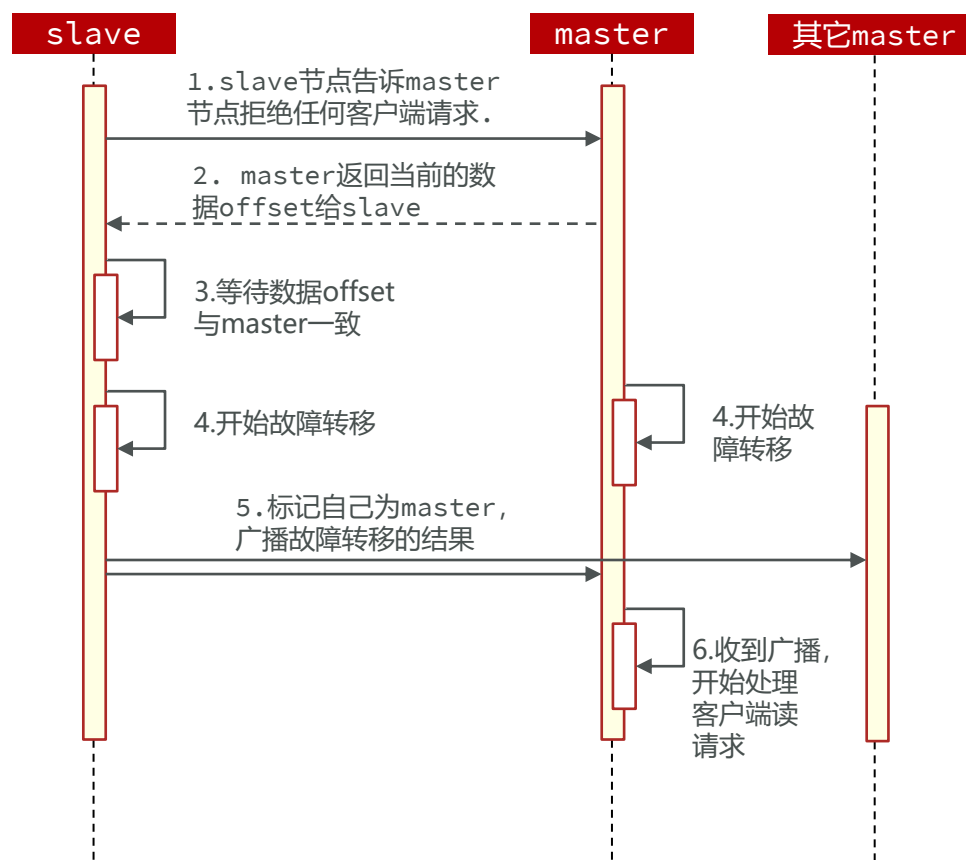 slave
master
其它master
1.slave节点告诉master
节点拒绝任何客户端请求.
2. master返回当前的数
据offset给slave
3.等待数据offset
与master一致
4.开始故障转移
4.开始故
障转移
5.标记自己为master,
广播故障转移的结果
6.收到广播,
开始处理
客户端读
请求